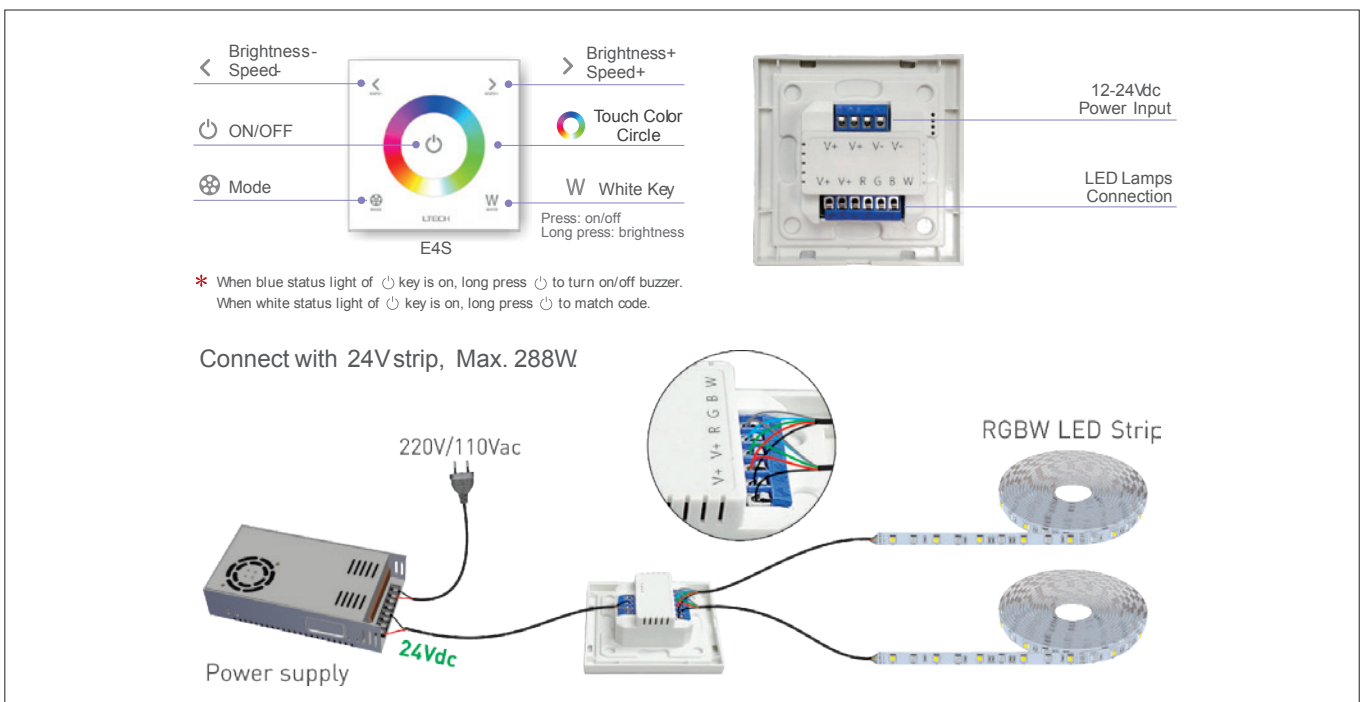 Brightness-
Speed-
ON/OFF
Mode
LTECH
E4S
W
Brightness+
Speed+
Touch Color
Circle
W White Key
Press: on/off
Long press: brightness
V+ V+ V- V-
V+ V+ R G B W
12-24Vdc
Power Input
LED Lamps
Connection
* When blue status light of key is on, long press to turn on/off buzzer.
When white status light of key is on, long press to match code.
Connect with 24V strip, Max. 288W.
V+ V+ R G B W
220V/110Vac
24Vdc
Power supply
RGBW LED Strip